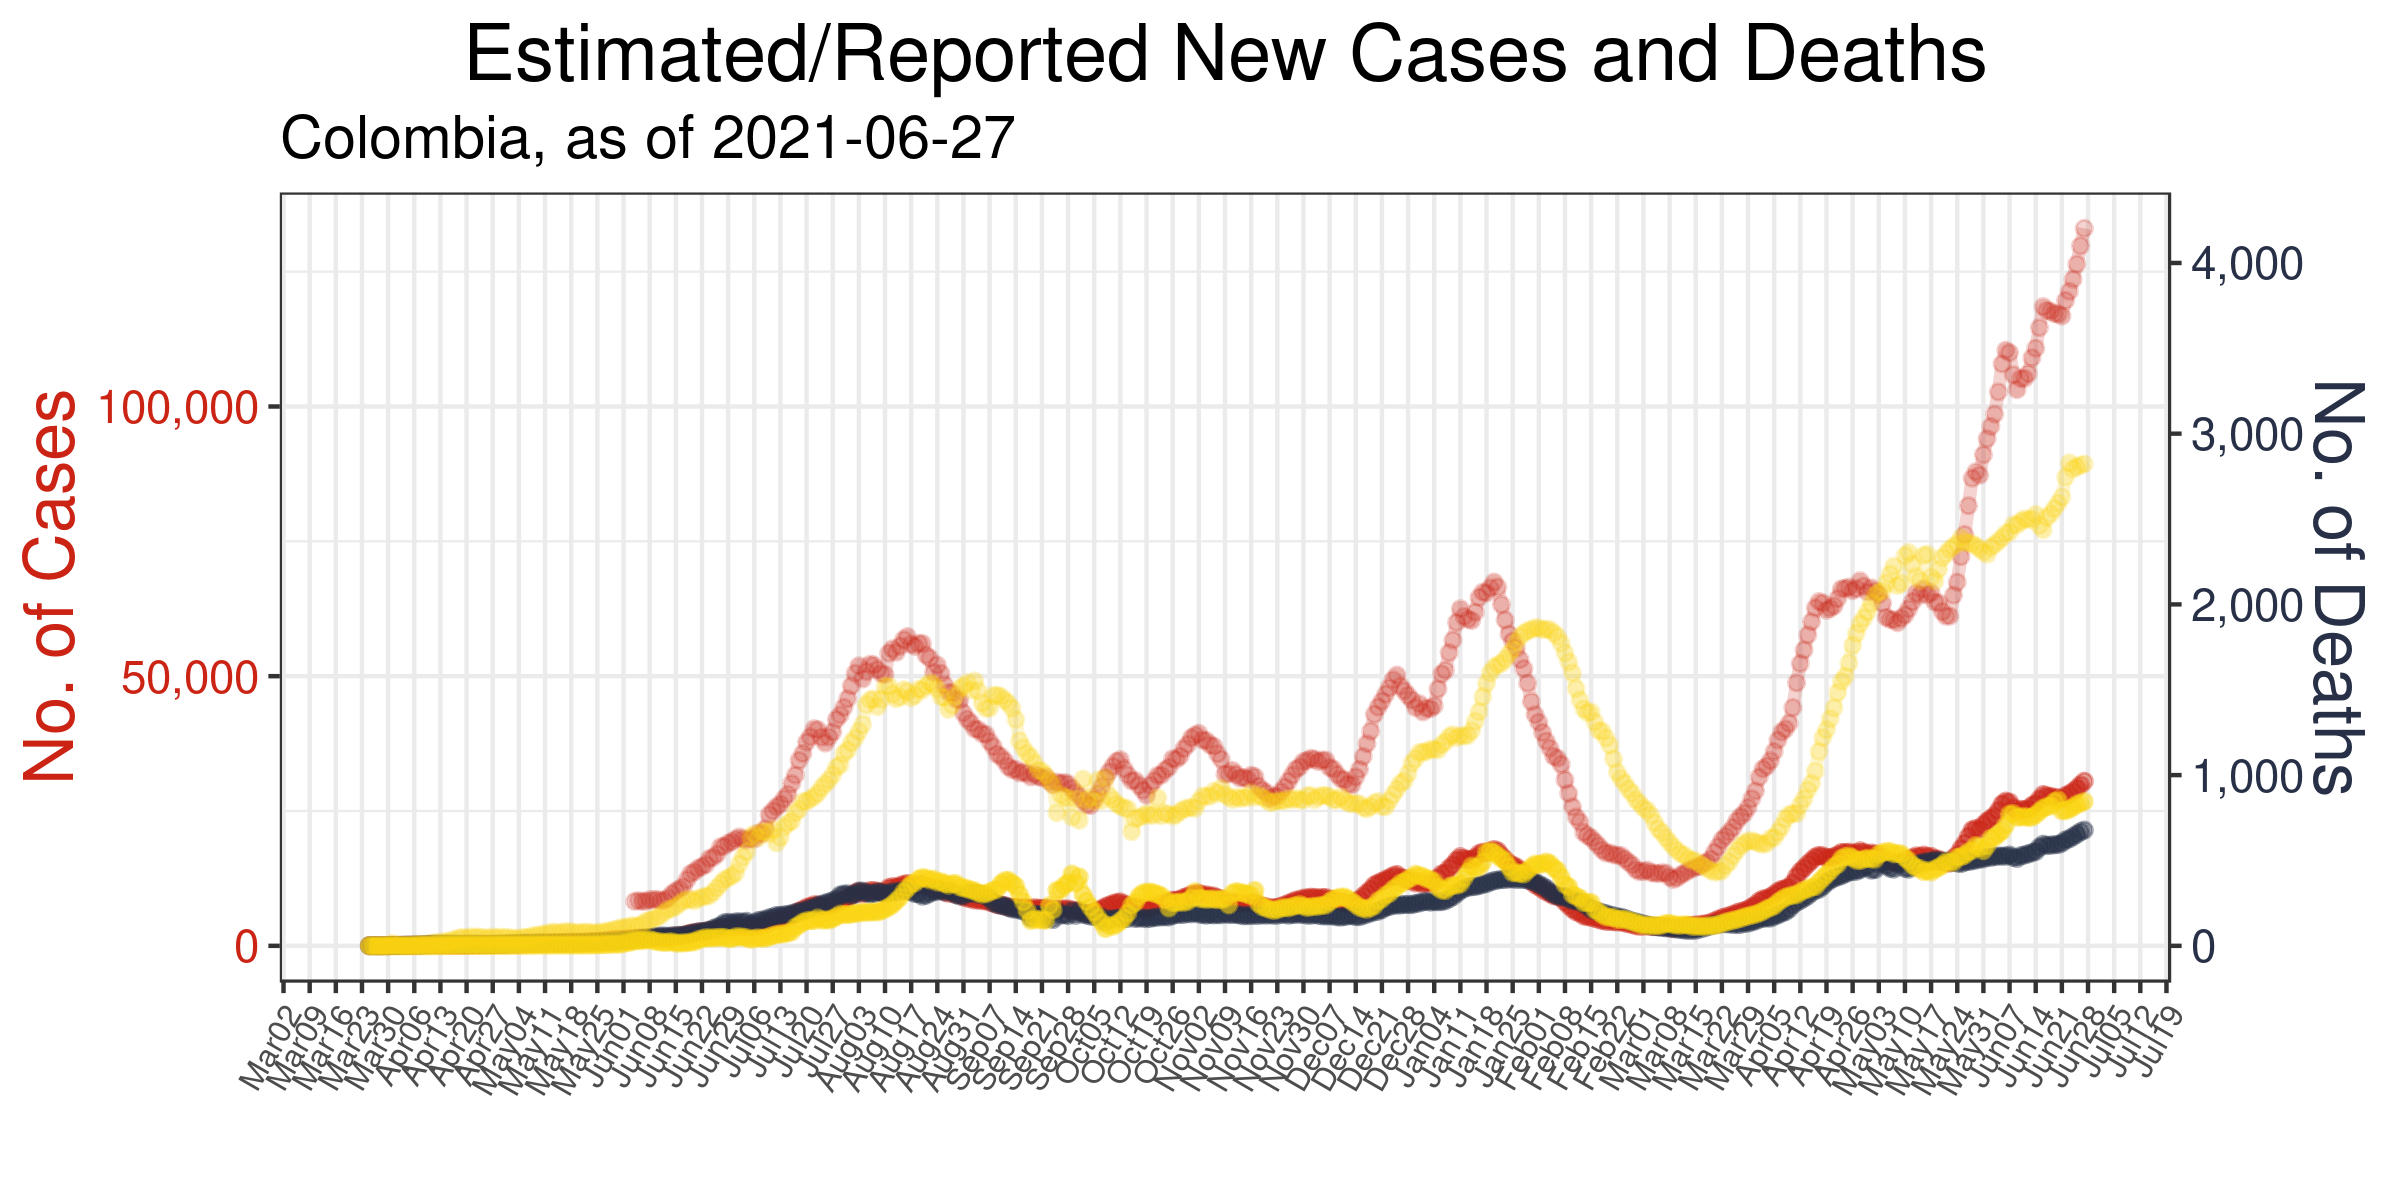 Estimated/Reported New Cases and Deaths
Colombia, as of 2021-06-27
No. of Cases
100,000
50,000
0
4,000
3,000
2,000
1,000
0
No. of Deaths
Mar02
Mar09
Mar16
Mar23
Mar30
Apr06
Apr13
Apr20
Apr27
May04
May11
May18
May25
Jun01
Jun08
Jun15
Jun22
Jun29
Jul06
Jul13
Jul20
Jul27
Aug03
Aug10
Aug17
Aug24
Aug31
Sep07
Sep14
Sep21
Sep28
Oct05
Oct12
Oct19
Oct26
Nov02
Nov09
Nov16
Nov23
Nov30
Dec07
Dec14
Dec21
Dec28
Jan04
Jan11
Jan18
Jan25
Feb01
Feb08
Feb15
Feb22
Mar01
Mar08
Mar15
Mar22
Mar29
Apr05
Apr12
Apr19
Apr26
May03
May10
May17
May24
May31
Jun07
Jun14
Jun21
Jun28
Jul05
Jul12
Jul19